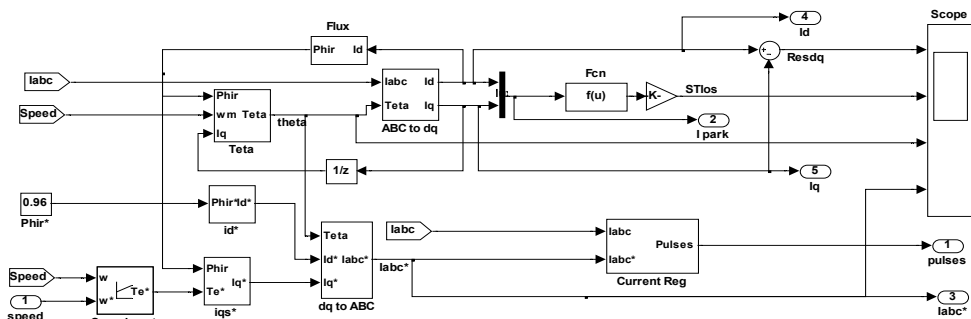 Flux
Phir Id
4
Id
Scope
Iabc
Iabc Id
Teta Iq
ABC to dq
Fcn
f(u)
K-
STlos
Resdq
Speed
Phir
wm Teta
Iq
Teta
theta
2
I park
1/z
5
Iq
0.96
Phir*
Phir*Id*
id*
Iabc
Teta
Id* Iabc*
Iq*
dq to ABC
Iabc*
Iabc
Pulses
Iabc*
Current Reg
1
pulses
Speed
1
speed
w
Te*
w*
Phir
Iq*
Te*
iqs*
3
Iabc*